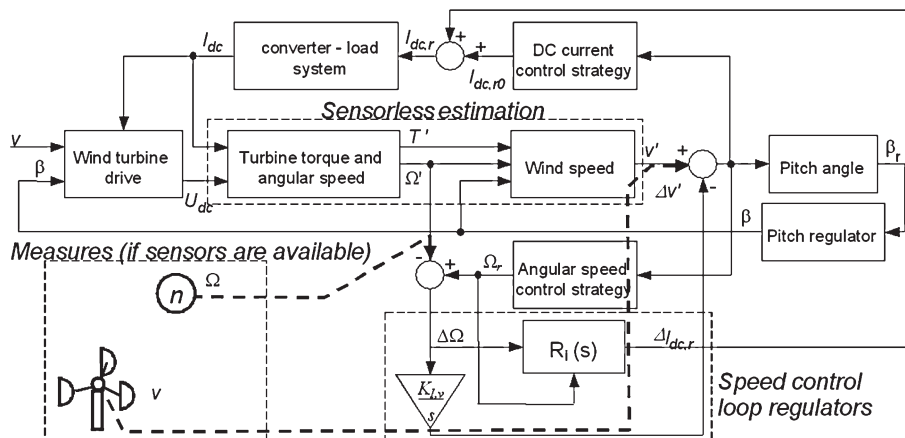 I_dc
converter - load
system
I_dc,r
+
+
I_dc,r0
DC current
control strategy
Sensorless estimation
v
β
Wind turbine
drive
U_dc
Turbine torque and
angular speed
T'
Ω'
Wind speed
v'
+
-
Δv'
Pitch angle
β_r
β
Pitch regulator
Measures (if sensors are available)
n
Ω
-
+
Ω_r
Angular speed
control strategy
ΔΩ
R_I (s)
ΔI_dc,r
K_I,v
s
v
Speed control
loop regulators